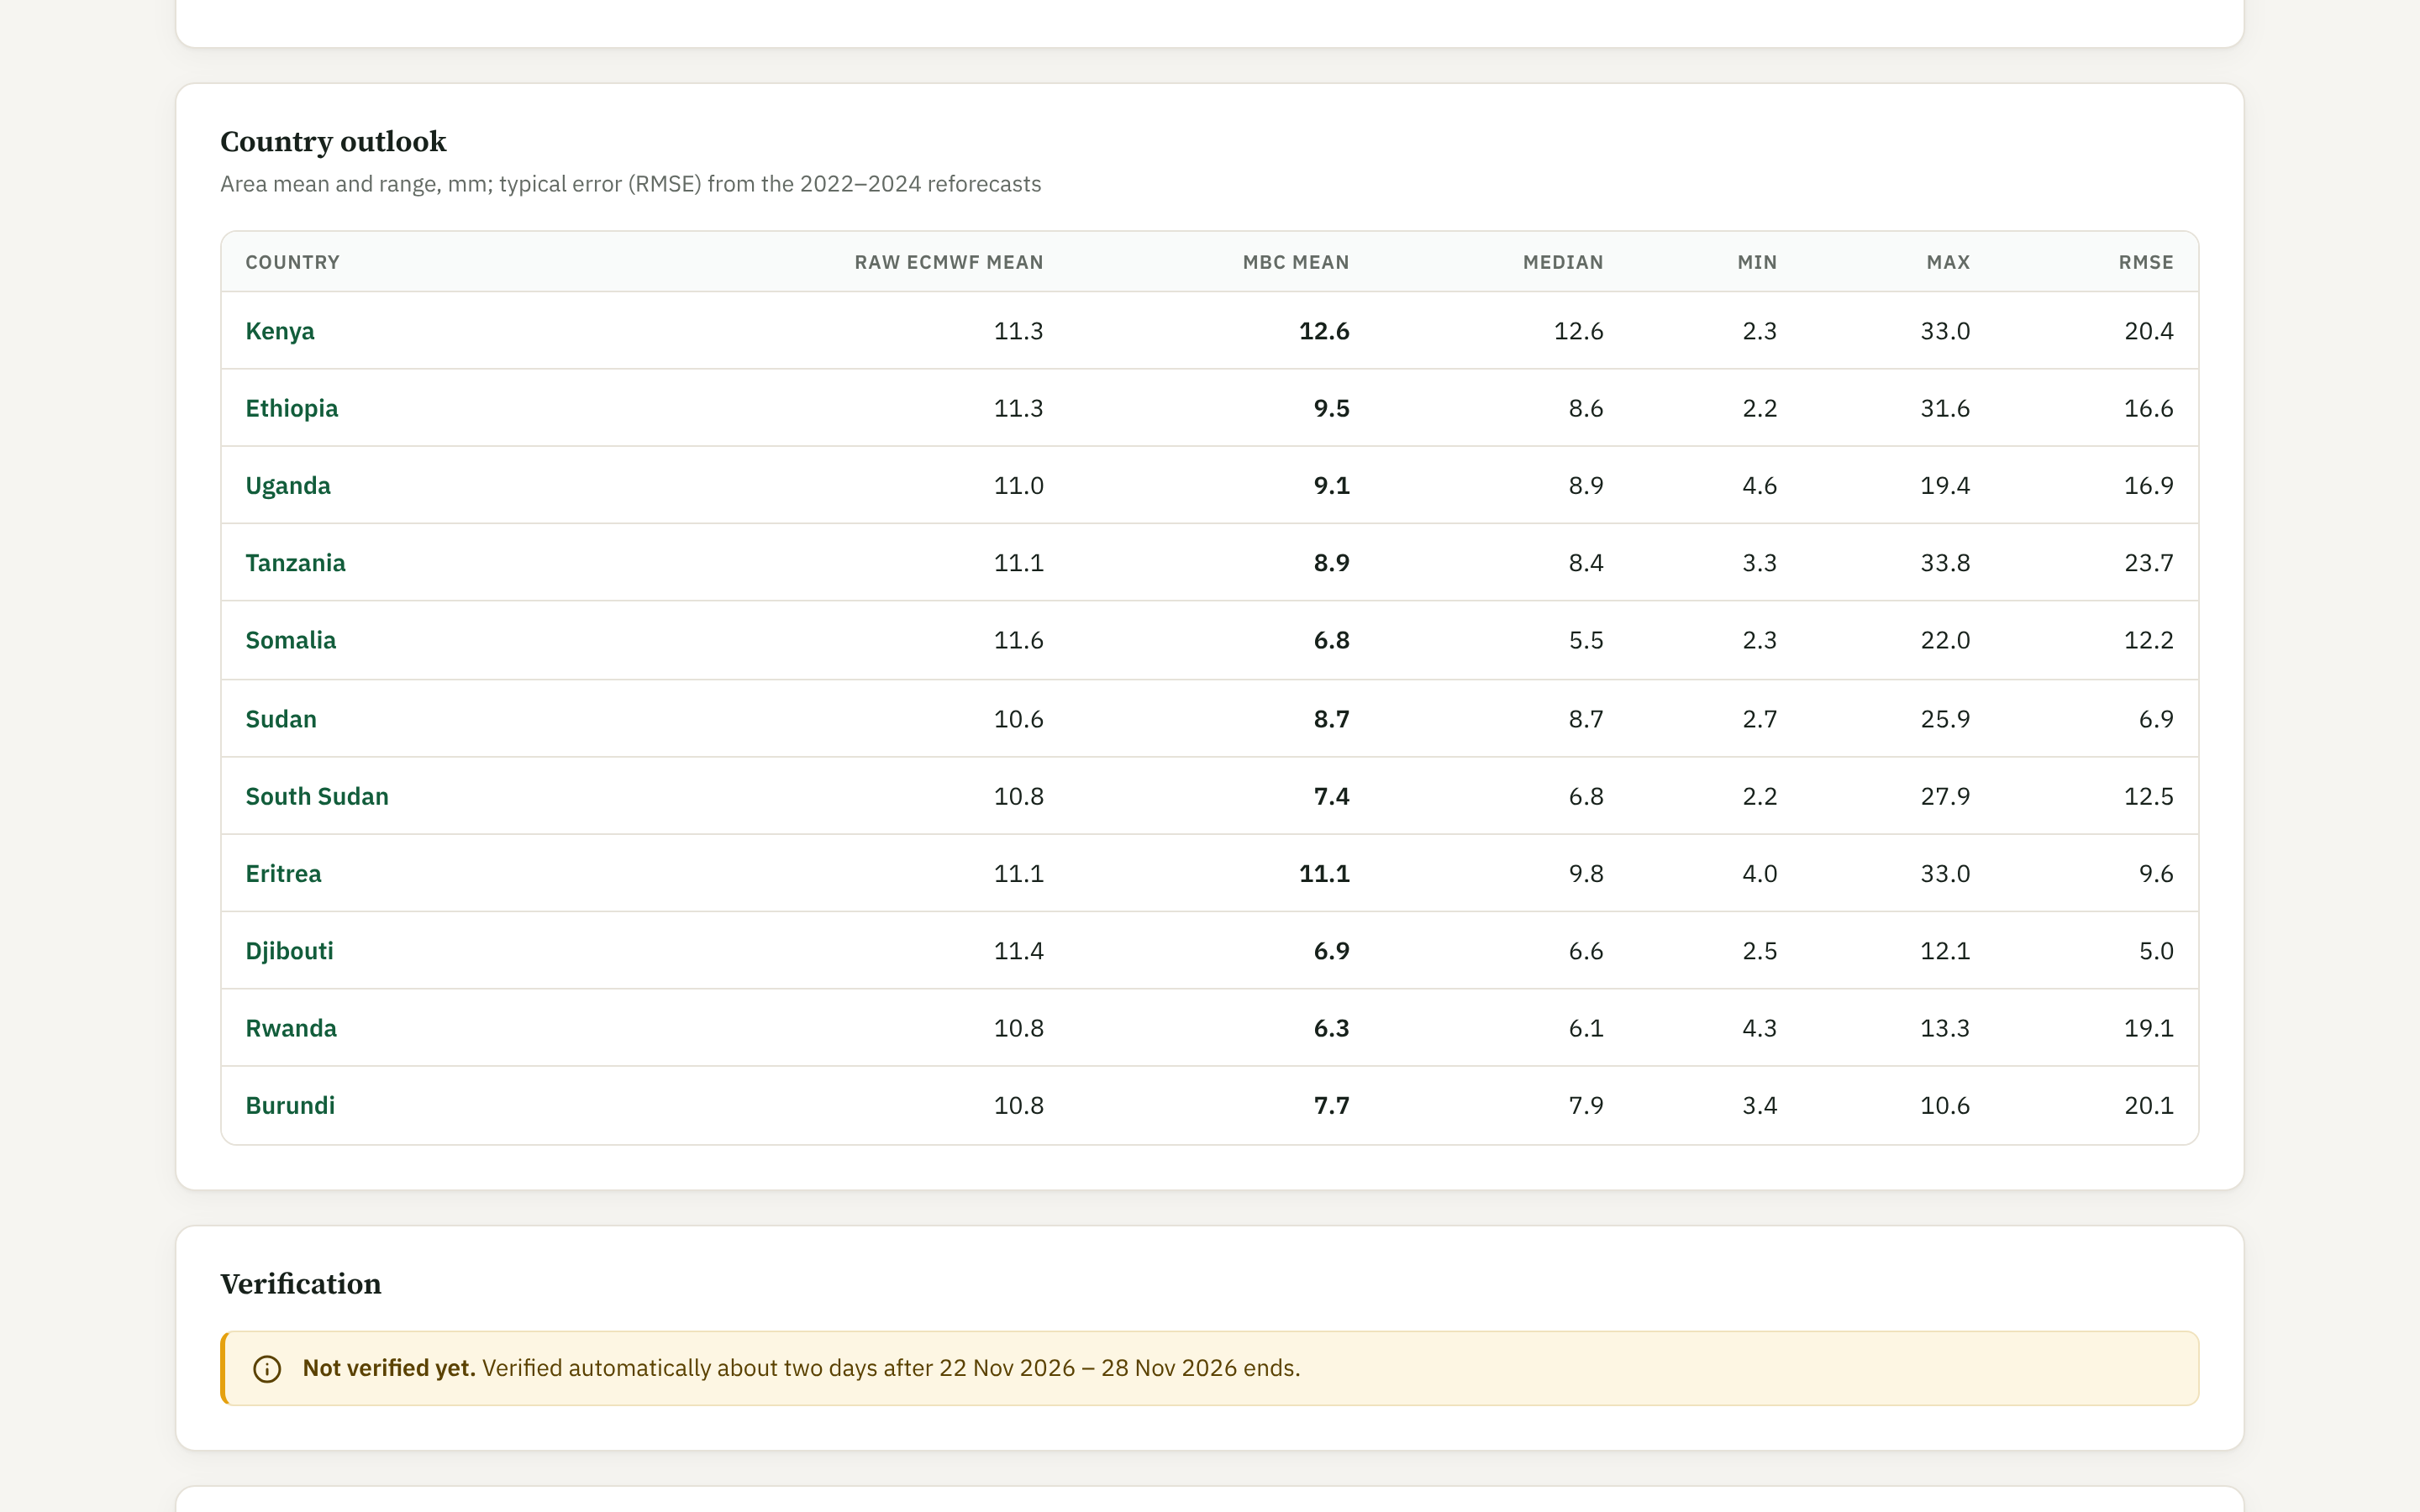 Country outlook
Area mean and range, mm; typical error (RMSE) from the 2022–2024 reforecasts
COUNTRY RAW ECMWF MEAN MBC MEAN MEDIAN MIN MAX RMSE
Kenya 11.3 12.6 12.6 2.3 33.0 20.4
Ethiopia 11.3 9.5 8.6 2.2 31.6 16.6
Uganda 11.0 9.1 8.9 4.6 19.4 16.9
Tanzania 11.1 8.9 8.4 3.3 33.8 23.7
Somalia 11.6 6.8 5.5 2.3 22.0 12.2
Sudan 10.6 8.7 8.7 2.7 25.9 6.9
South Sudan 10.8 7.4 6.8 2.2 27.9 12.5
Eritrea 11.1 11.1 9.8 4.0 33.0 9.6
Djibouti 11.4 6.9 6.6 2.5 12.1 5.0
Rwanda 10.8 6.3 6.1 4.3 13.3 19.1
Burundi 10.8 7.7 7.9 3.4 10.6 20.1
Verification
Not verified yet. Verified automatically about two days after 22 Nov 2026 – 28 Nov 2026 ends.